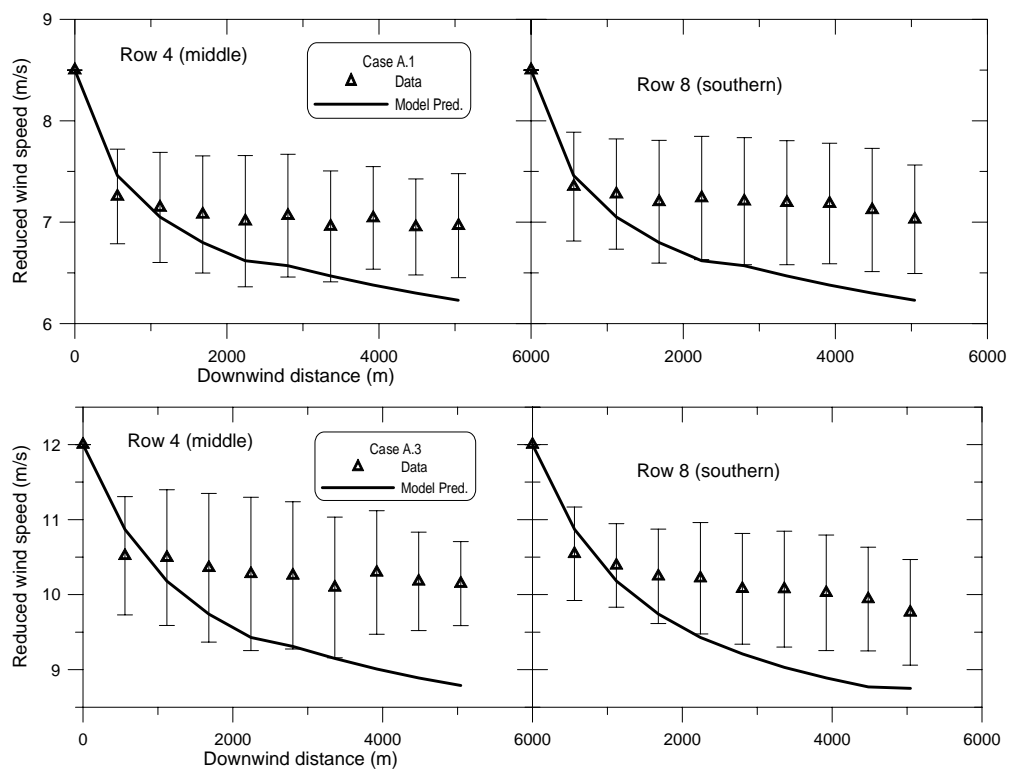 9
8
7
6
Reduced wind speed (m/s)
Row 4 (middle)
Case A.1
Data
Model Pred.
Row 8 (southern)
0
2000
4000
6000
2000
4000
6000
Downwind distance (m)
12
11
10
9
Reduced wind speed (m/s)
Row 4 (middle)
Case A.3
Data
Model Pred.
Row 8 (southern)
0
2000
4000
6000
2000
4000
6000
Downwind distance (m)